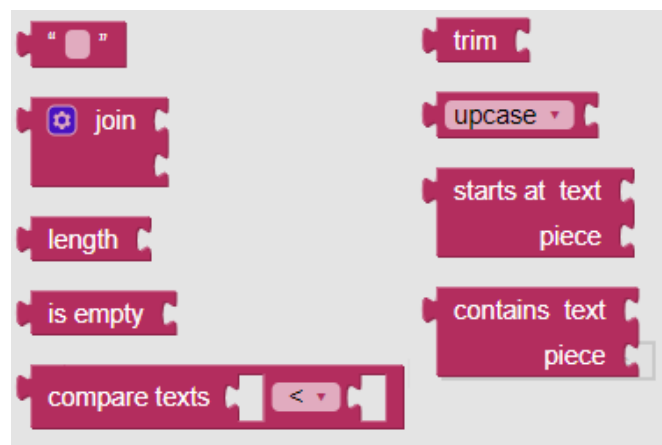 “ ”
join
length
is empty
compare texts <
trim
upcase
starts at text
piece
contains text
piece